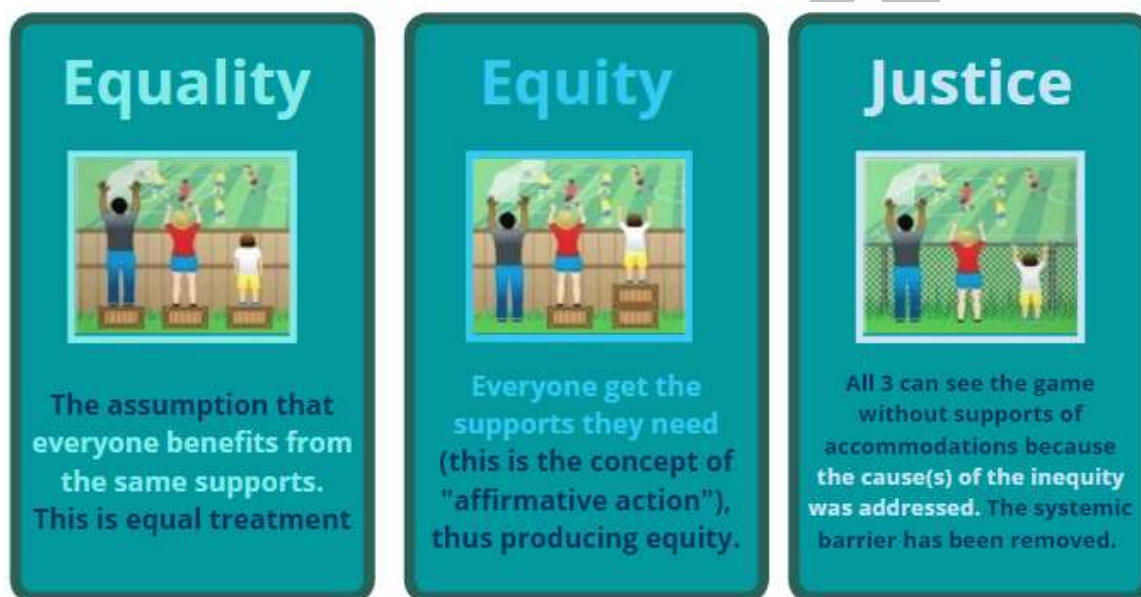 Equality
The assumption that
everyone benefits from
the same supports.
This is equal treatment
Equity
Everyone get the
supports they need
(this is the concept of
"affirmative action"),
thus producing equity.
Justice
All 3 can see the game
without supports of
accommodations because
the cause(s) of the inequity
was addressed. The systemic
barrier has been removed.